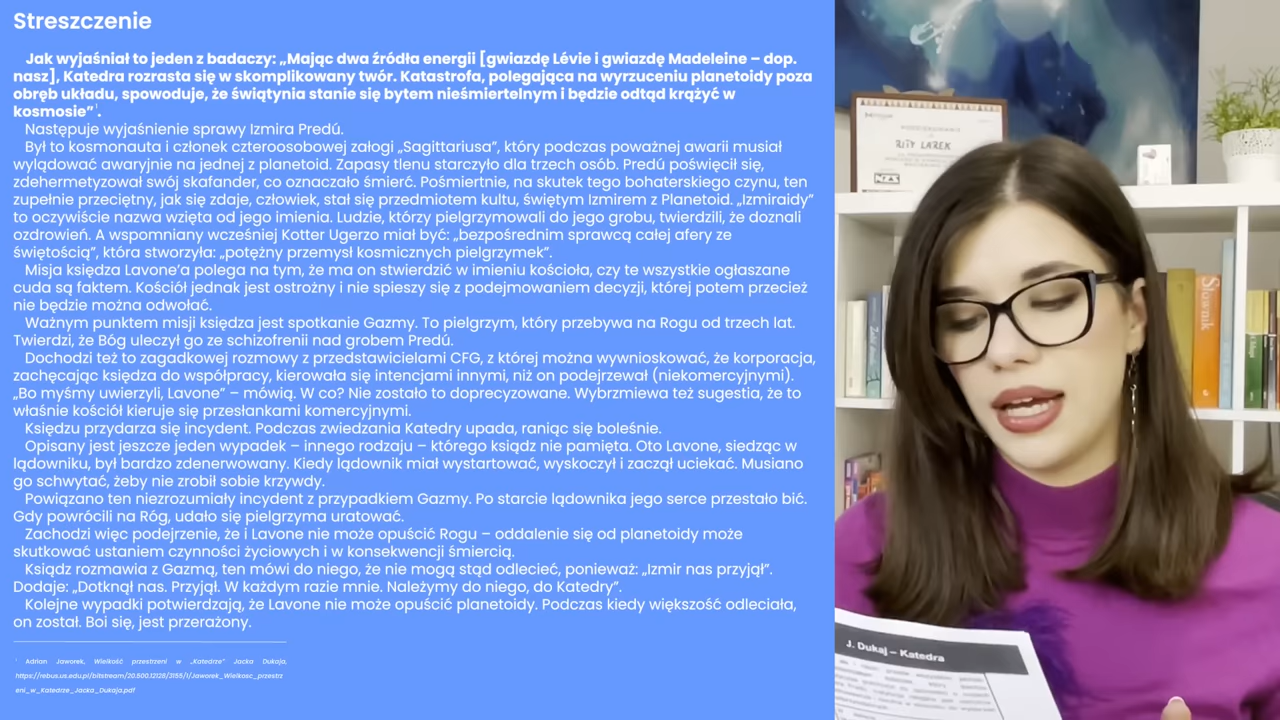 Streszczenie
Jak wyjaśniał to jeden z badaczy: „Mając dwa źródła energii [gwiazdę Lévie i gwiazdę Madeleine – dop.
nasz], Katedra rozrasta się w skomplikowany twór. Katastrofa, polegająca na wyrzuceniu planetoidy poza
obręb układu, spowoduje, że świątynia stanie się bytem nieśmiertelnym i będzie odtąd krążyć w
kosmosie”¹.
Następuje wyjaśnienie sprawy Izmira Predú.
Był to kosmonauta i członek czteroosobowej załogi „Sagittariusa”, który podczas poważnej awarii musiał
wylądować awaryjnie na jednej z planetoid. Zapasy tlenu starczyło dla trzech osób. Predú poświęcił się,
zdehermetyzował swój skafander, co oznaczało śmierć. Pośmiertnie, na skutek tego bohaterskiego czynu, ten
zupełnie przeciętny, jak się zdaje, człowiek, stał się przedmiotem kultu, świętym Izmirem z Planetoid. „Izmiraidy”
to oczywiście nazwa wzięta od jego imienia. Ludzie, którzy pielgrzymowali do jego grobu, twierdzili, że doznali
ozdrowień. A wspomniany wcześniej Kotter Ugerzo miał być: „bezpośrednim sprawcą całej afery ze
świętością”, która stworzyła: „potężny przemysł kosmicznych pielgrzymek”.
Misja księdza Lavone’a polega na tym, że ma on stwierdzić w imieniu kościoła, czy te wszystkie ogłaszane
cuda są faktem. Kościół jednak jest ostrożny i nie spieszy się z podejmowaniem decyzji, której potem przecież
nie będzie można odwołać.
Ważnym punktem misji księdza jest spotkanie Gazmy. To pielgrzym, który przebywa na Rogu od trzech lat.
Twierdzi, że Bóg uleczył go ze schizofrenii nad grobem Predú.
Dochodzi też to zagadkowej rozmowy z przedstawicielami CFG, z której można wywnioskować, że korporacja,
zachęcając księdza do współpracy, kierowała się intencjami innymi, niż on podejrzewał (niekomercyjnymi).
„Bo myśmy uwierzyli, Lavone” – mówią. W co? Nie zostało to doprecyzowane. Wybrzmiewa też sugestia, że to
właśnie kościół kieruje się przesłankami komercyjnymi.
Księdzu przydarza się incydent. Podczas zwiedzania Katedry upada, raniąc się boleśnie.
Opisany jest jeszcze jeden wypadek – innego rodzaju – którego ksiądz nie pamięta. Oto Lavone, siedząc w
lądowniku, był bardzo zdenerwowany. Kiedy lądownik miał wystartować, wyskoczył i zaczął uciekać. Musiano
go schwytać, żeby nie zrobił sobie krzywdy.
Powiązano ten niezrozumiały incydent z przypadkiem Gazmy. Po starcie lądownika jego serce przestało bić.
Gdy powrócili na Róg, udało się pielgrzyma uratować.
Zachodzi więc podejrzenie, że i Lavone nie może opuścić Rogu – oddalenie się od planetoidy może
skutkować ustaniem czynności życiowych i w konsekwencji śmiercią.
Ksiądz rozmawia z Gazmą, ten mówi do niego, że nie mogą stąd odlecieć, ponieważ: „Izmir nas przyjął”.
Dodaje: „Dotknął nas. Przyjął. W każdym razie mnie. Należymy do niego, do Katedry”.
Kolejne wypadki potwierdzają, że Lavone nie może opuścić planetoidy. Podczas kiedy większość odleciała,
on został. Boi się, jest przerażony.
¹ Adrian Jaworek, Wielkość przestrzeni w „Katedrze” Jacka Dukaja,
https://rebus.us.edu.pl/bitstream/20.500.12128/3155/1/Jaworek_Wielkosc_przestrz
eni_w_Katedrze_Jacka_Dukaja.pdf
RITY LAREK
Słownik
J. Dukaj – Katedra